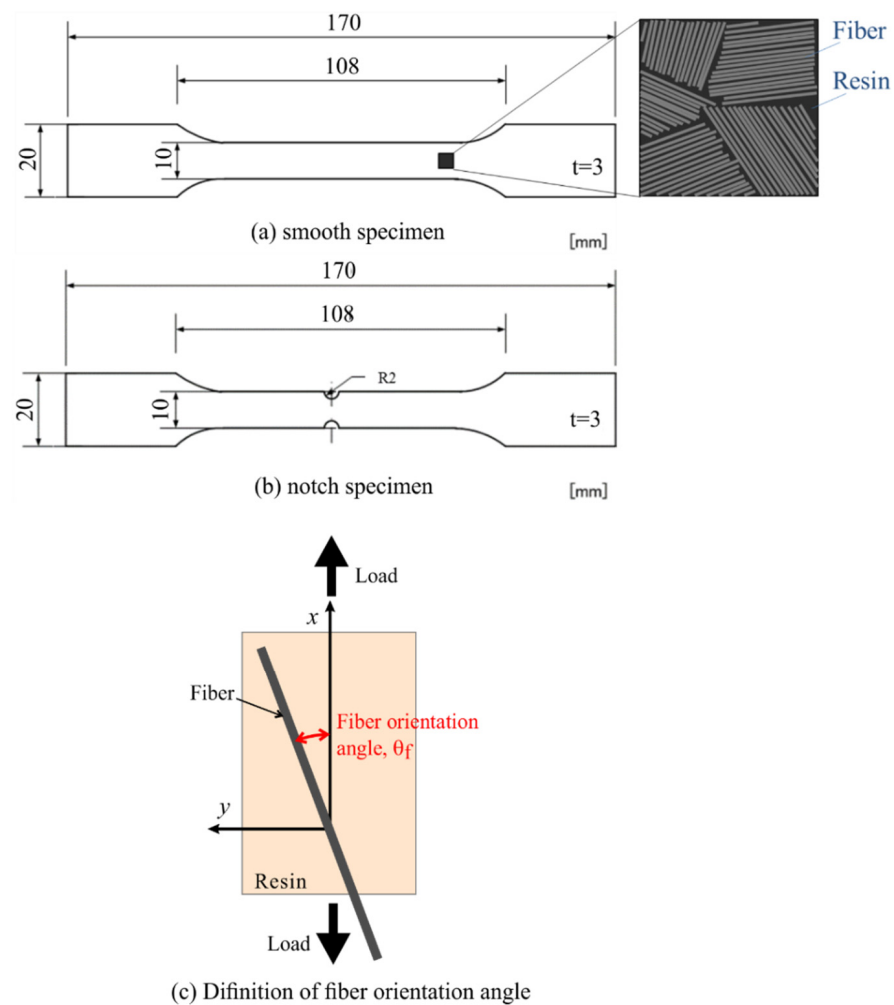 170
108
Fiber
Resin
20
10
t=3
(a) smooth specimen
[mm]
170
108
R2
20
10
t=3
(b) notch specimen
[mm]
Load
x
Fiber
Fiber orientation
angle, θf
y
Resin
Load
(c) Difinition of fiber orientation angle